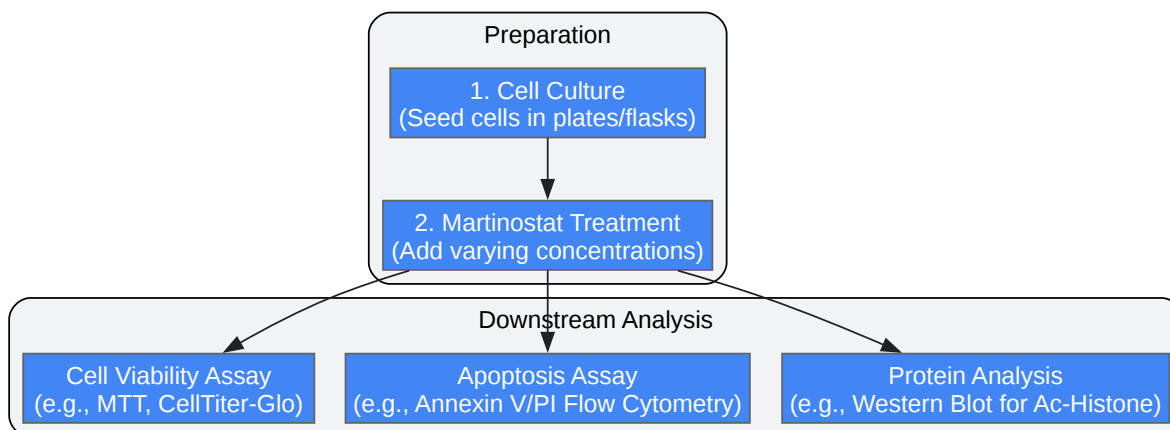 Preparation
1. Cell Culture
(Seed cells in plates/flasks)
2. Martinostat Treatment
(Add varying concentrations)
Downstream Analysis
Cell Viability Assay
(e.g., MTT, CellTiter-Glo)
Apoptosis Assay
(e.g., Annexin V/PI Flow Cytometry)
Protein Analysis
(e.g., Western Blot for Ac-Histone)